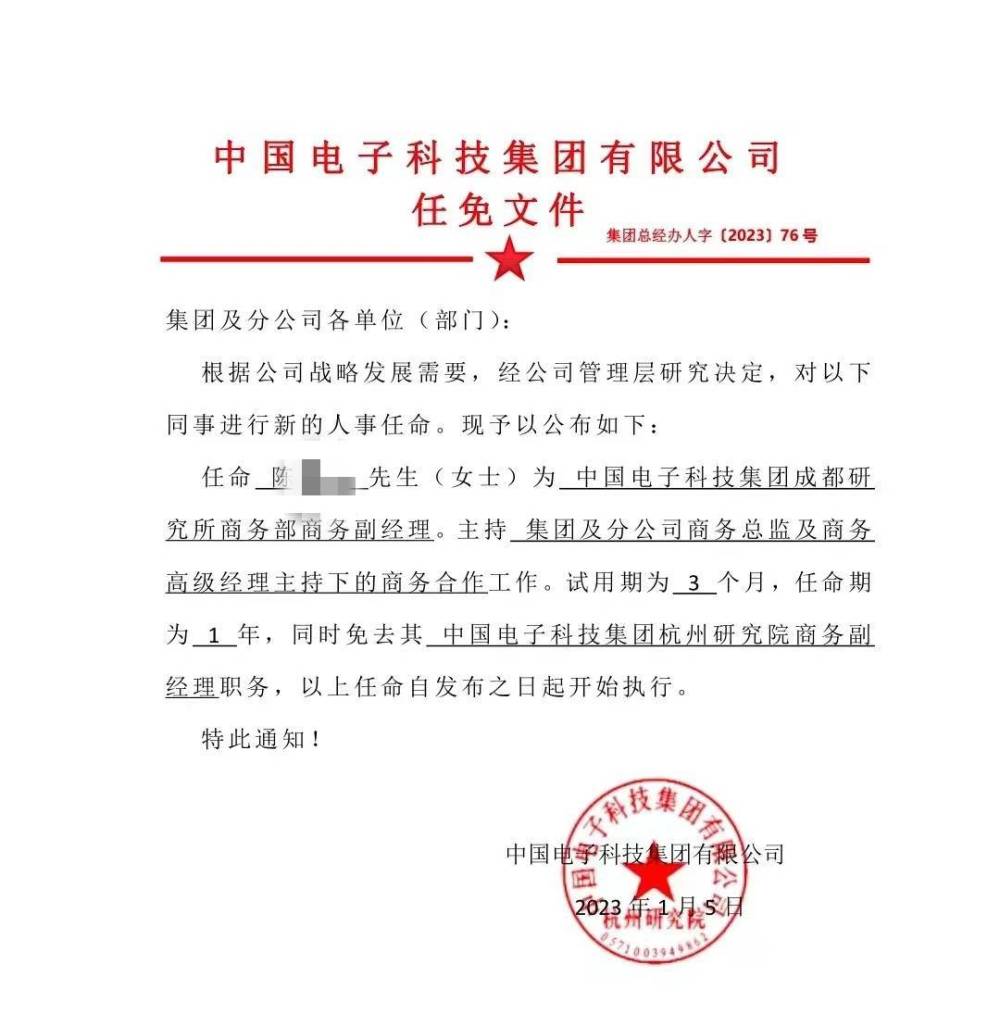 中国电子科技集团有限公司
任免文件
集团总经办人字〔2023〕76号
集团及分公司各单位（部门）：
根据公司战略发展需要，经公司管理层研究决定，对以下
同事进行新的人事任命。现予以公布如下：
任命 陈 先生（女士）为 中国电子科技集团成都研
究所商务部商务副经理。主持 集团及分公司商务总监及商务
高级经理主持下的商务合作工作。试用期为 3 个月，任命期
为 1 年，同时免去其 中国电子科技集团杭州研究院商务副
经理职务，以上任命自发布之日起开始执行。
特此通知！
中国电子科技集团有限公司
中国电子科技集团有限公司
2023 年 1 月 5 日
杭州研究院
0571003949862